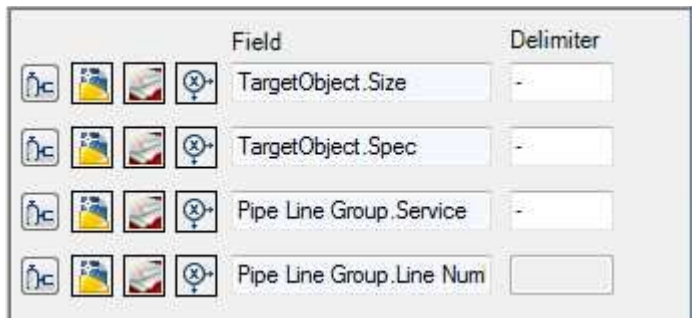 Field Delimiter
TargetObject.Size -
TargetObject.Spec -
Pipe Line Group.Service -
Pipe Line Group.Line Num